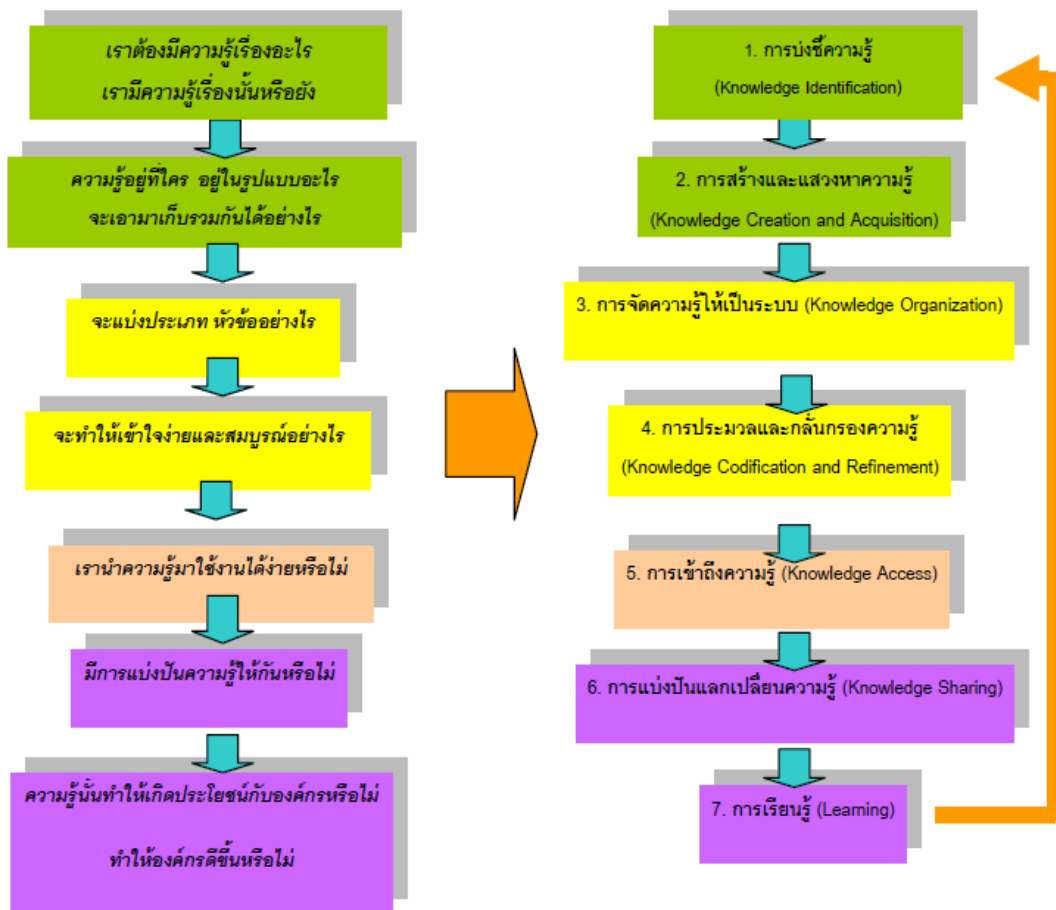 เราต้องมีความรู้เรื่องอะไร
เรามีความรู้เรื่องนั้นหรือยัง
ความรู้อยู่ที่ใคร อยู่ในรูปแบบอะไร
จะเอามาเก็บรวมกันได้อย่างไร
จะแบ่งประเภท หัวข้ออย่างไร
จะทำให้เข้าใจง่ายและสมบูรณ์อย่างไร
เรานำความรู้มาใช้งานได้ง่ายหรือไม่
มีการแบ่งปันความรู้ให้กันหรือไม่
ความรู้นั้นทำให้เกิดประโยชน์กับองค์กรหรือไม่
ทำให้องค์กรดีขึ้นหรือไม่
1. การบ่งชี้ความรู้
(Knowledge Identification)
2. การสร้างและแสวงหาความรู้
(Knowledge Creation and Acquisition)
3. การจัดความรู้ให้เป็นระบบ (Knowledge Organization)
4. การประมวลและกลั่นกรองความรู้
(Knowledge Codification and Refinement)
5. การเข้าถึงความรู้ (Knowledge Access)
6. การแบ่งปันแลกเปลี่ยนความรู้ (Knowledge Sharing)
7. การเรียนรู้ (Learning)